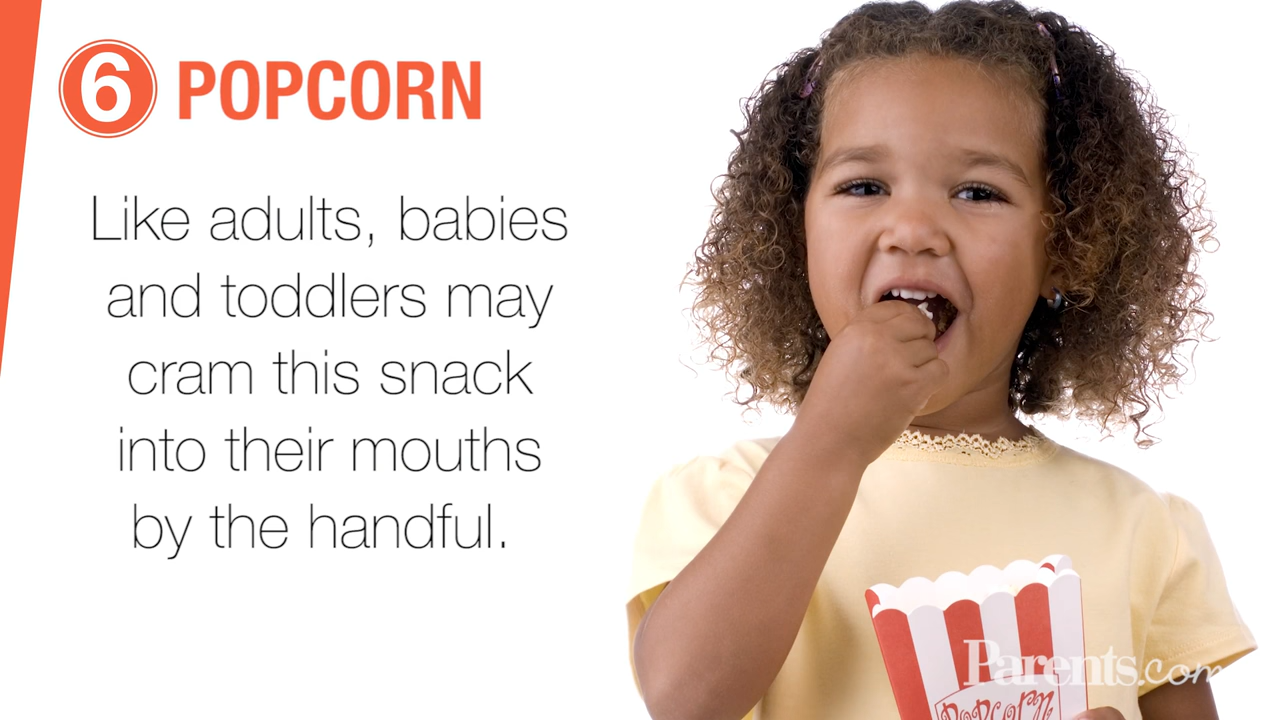 6 POPCORN
Like adults, babies
and toddlers may
cram this snack
into their mouths
by the handful.
Parents.com
POPCORN